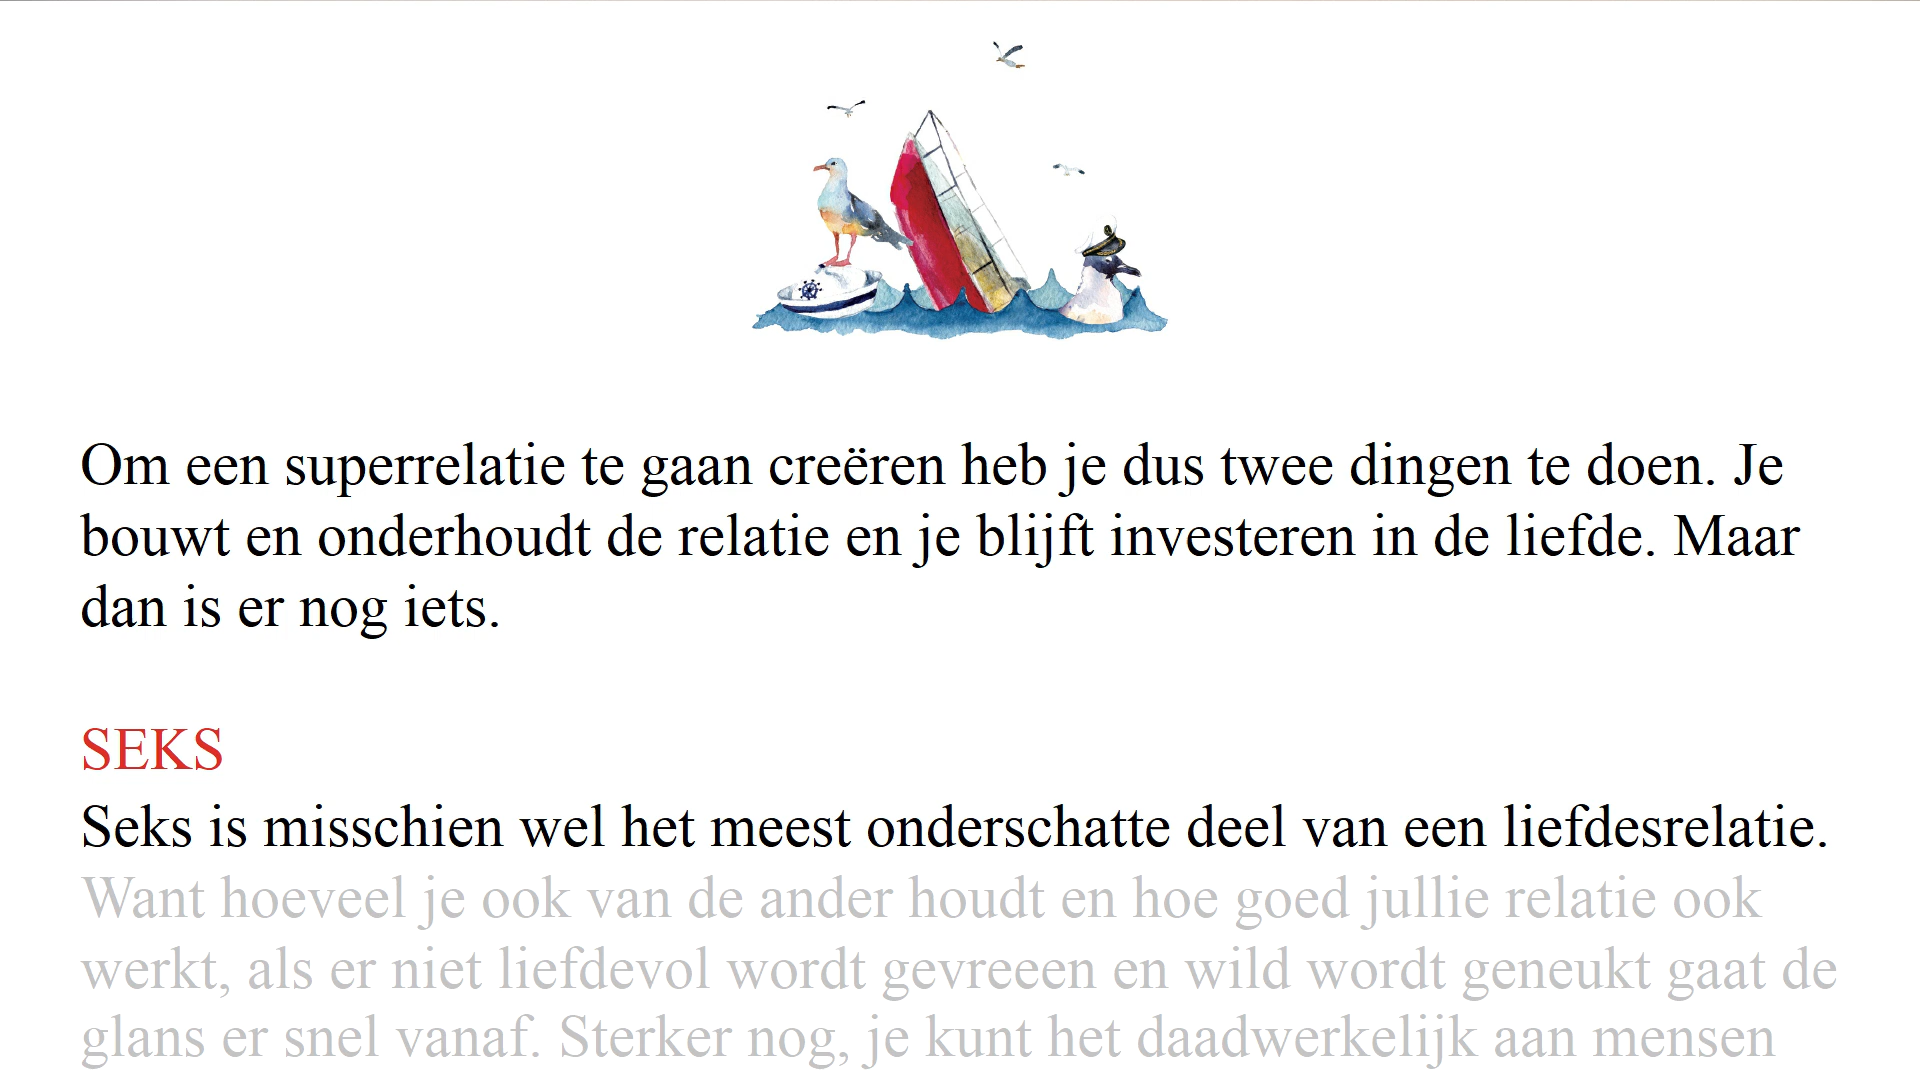 Om een superrelatie te gaan creëren heb je dus twee dingen te doen. Je
bouwt en onderhoudt de relatie en je blijft investeren in de liefde. Maar
dan is er nog iets.
SEKS
Seks is misschien wel het meest onderschatte deel van een liefdesrelatie.
Want hoeveel je ook van de ander houdt en hoe goed jullie relatie ook
werkt, als er niet liefdevol wordt gevreeen en wild wordt geneukt gaat de
glans er snel vanaf. Sterker nog, je kunt het daadwerkelijk aan mensen